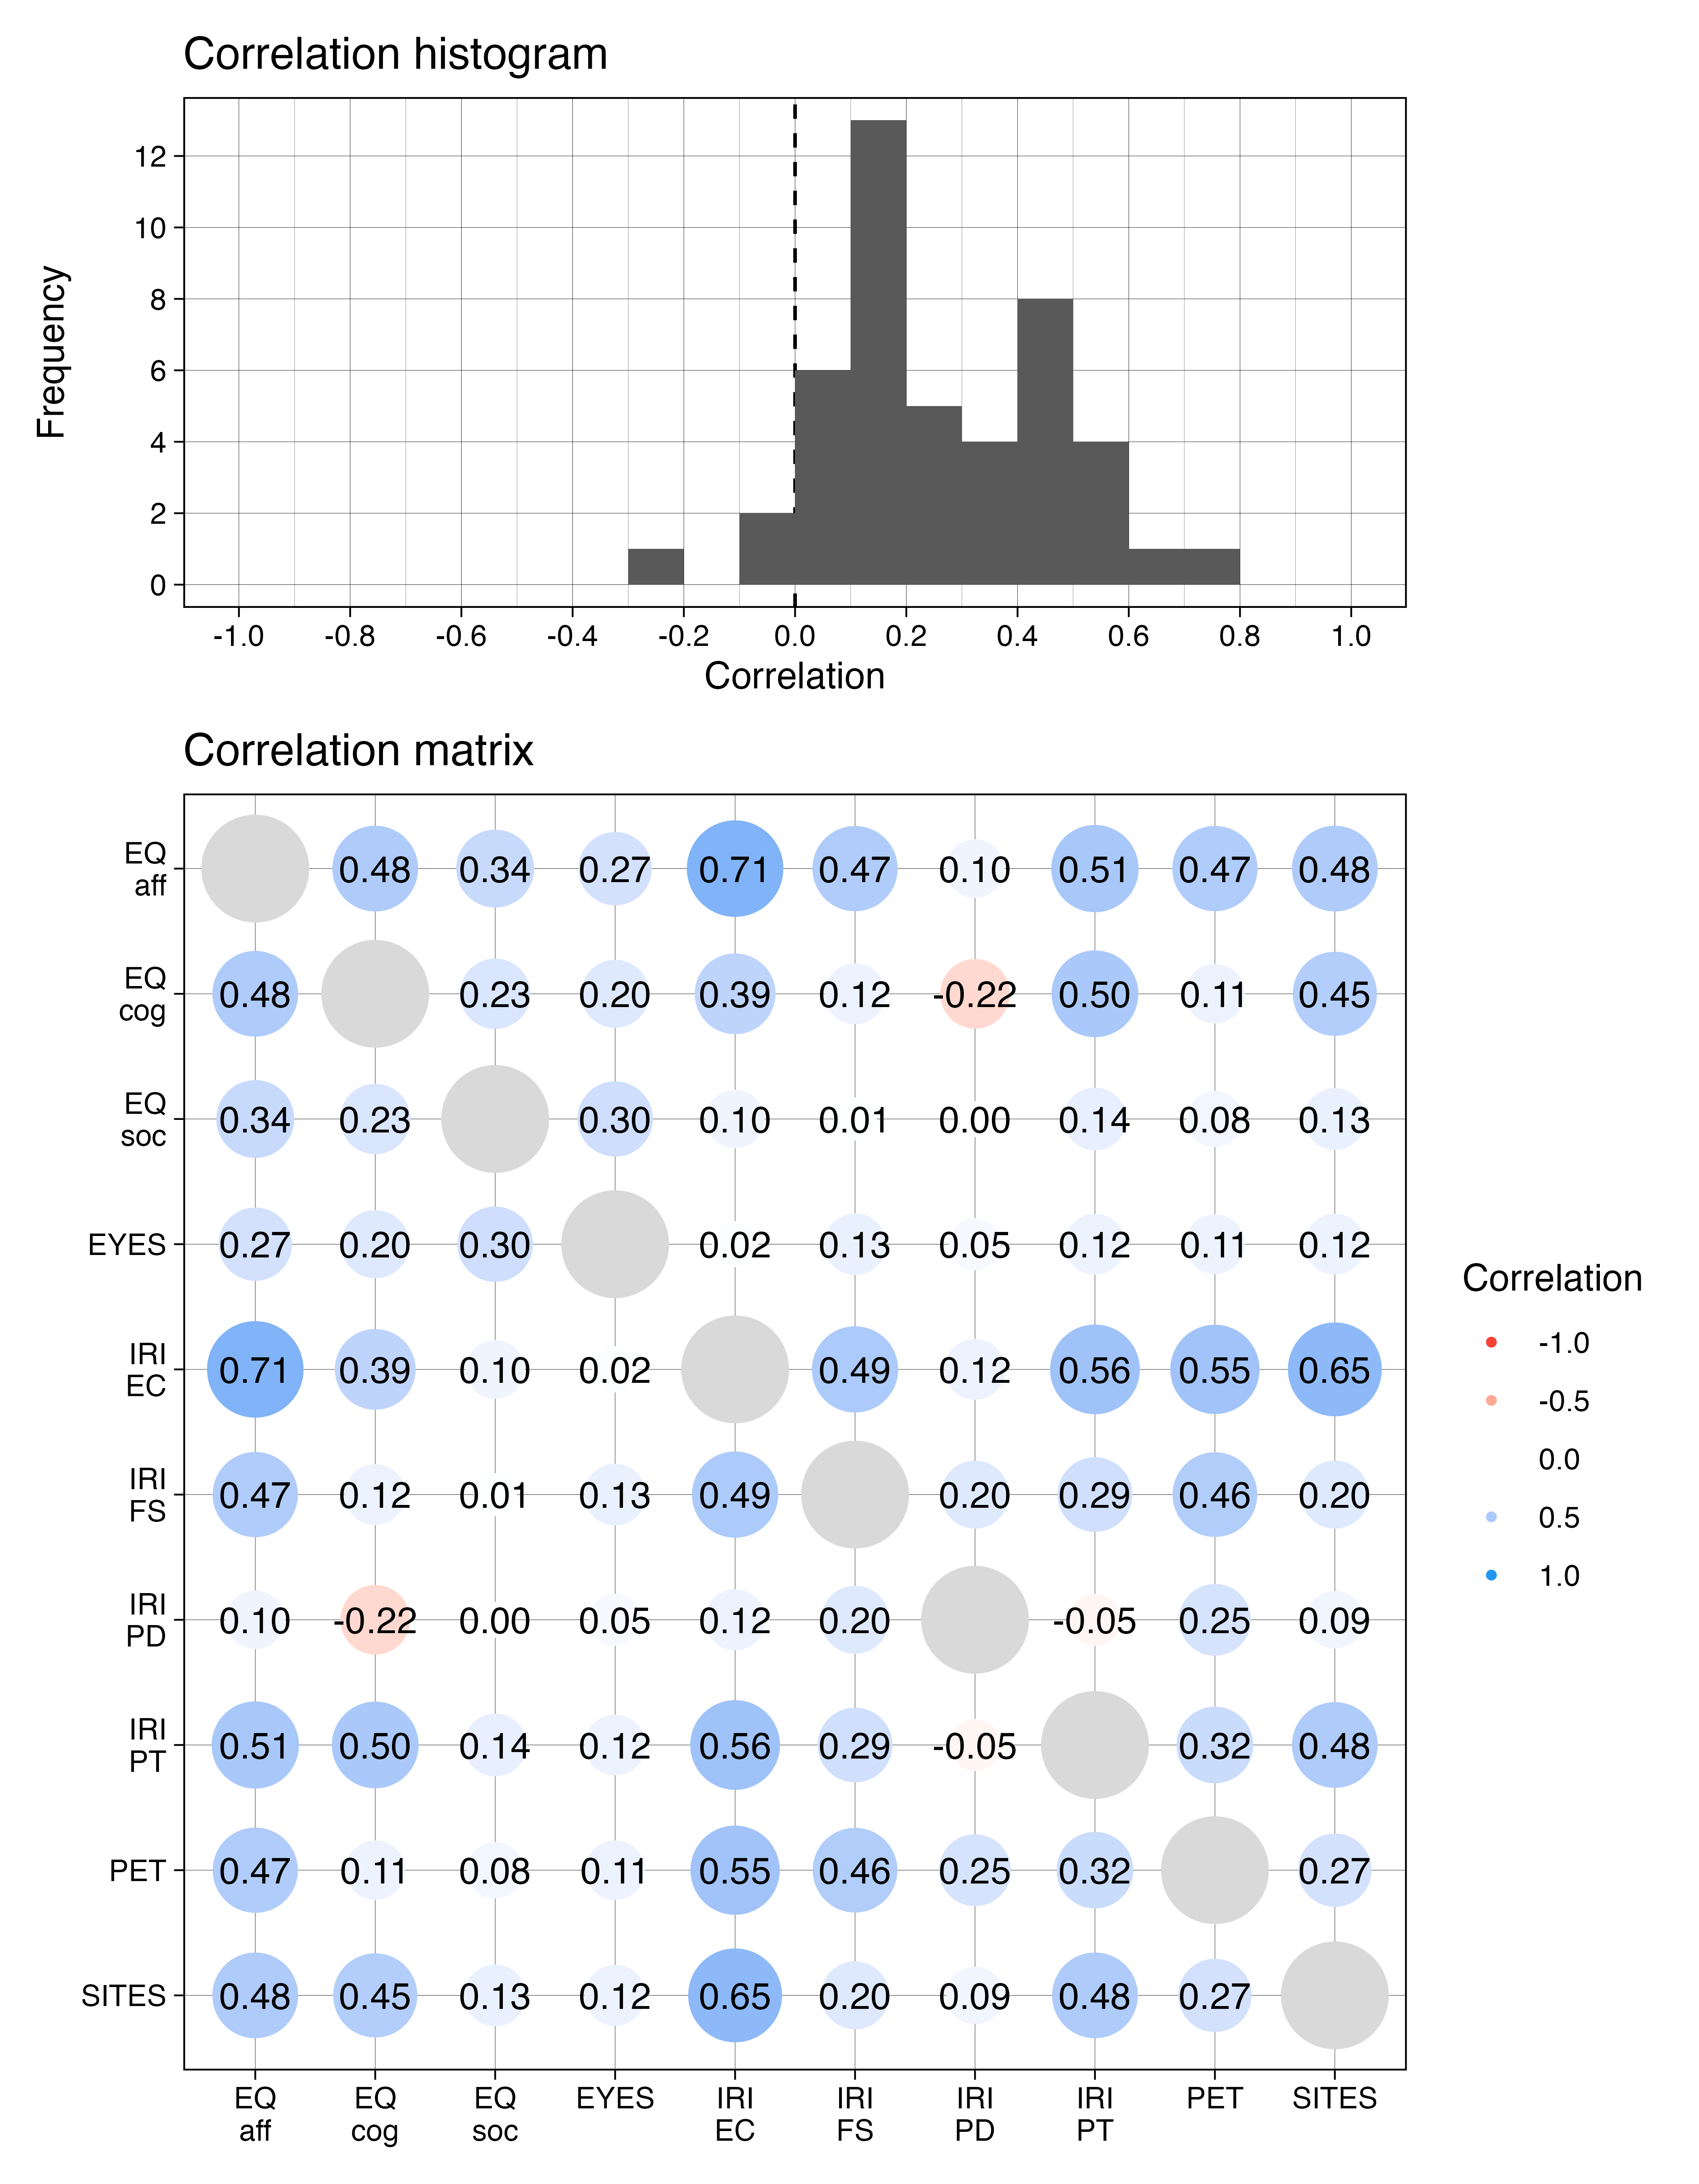 Correlation histogram
12
10
8
6
4
2
0
Frequency
-1.0 -0.8 -0.6 -0.4 -0.2 0.0 0.2 0.4 0.6 0.8 1.0
Correlation
Correlation matrix
EQ
aff
0.48 0.34 0.27 0.71 0.47 0.10 0.51 0.47 0.48
EQ
cog
0.48 0.23 0.20 0.39 0.12 -0.22 0.50 0.11 0.45
EQ
soc
0.34 0.23 0.30 0.10 0.01 0.00 0.14 0.08 0.13
EYES 0.27 0.20 0.30 0.02 0.13 0.05 0.12 0.11 0.12
IRI
EC
0.71 0.39 0.10 0.02 0.49 0.12 0.56 0.55 0.65
IRI
FS
0.47 0.12 0.01 0.13 0.49 0.20 0.29 0.46 0.20
IRI
PD
0.10 -0.22 0.00 0.05 0.12 0.20 -0.05 0.25 0.09
IRI
PT
0.51 0.50 0.14 0.12 0.56 0.29 -0.05 0.32 0.48
PET 0.47 0.11 0.08 0.11 0.55 0.46 0.25 0.32 0.27
SITES 0.48 0.45 0.13 0.12 0.65 0.20 0.09 0.48 0.27
EQ EQ EQ EYES IRI IRI IRI IRI PET SITES
aff cog soc EC FS PD PT
Correlation
-1.0
-0.5
0.0
0.5
1.0